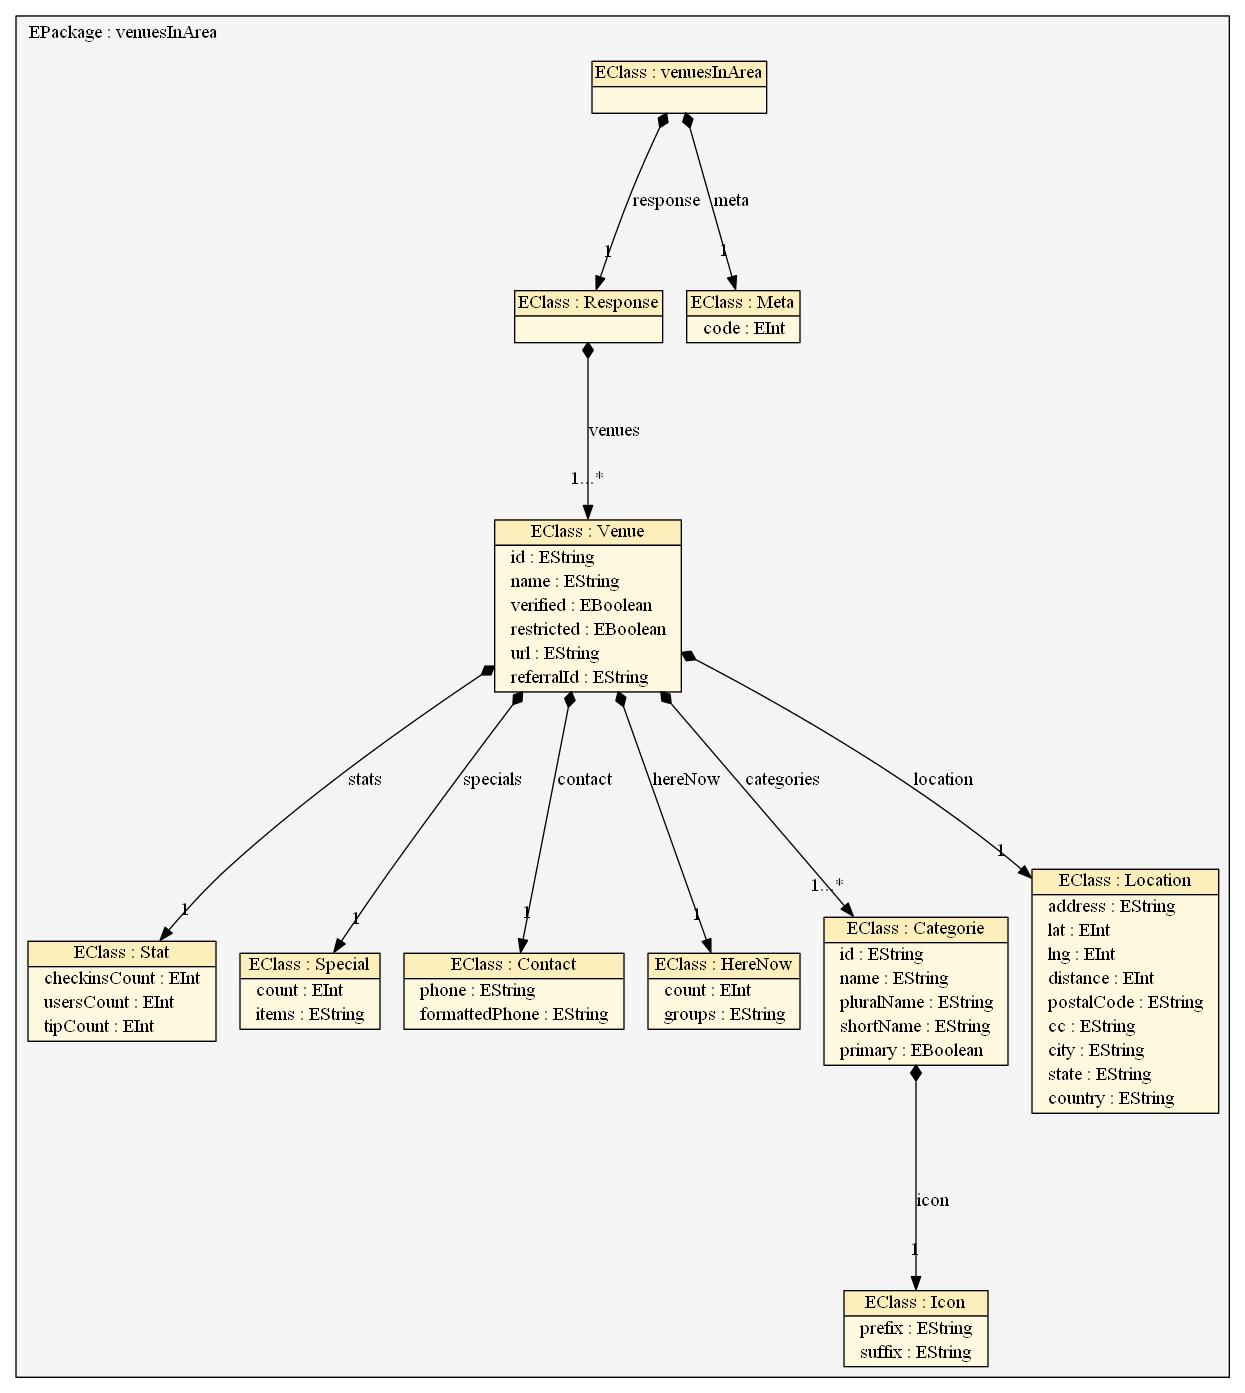 EPackage : venuesInArea
EClass : venuesInArea
response
meta
1
1
EClass : Response
EClass : Meta
code : EInt
venues
1...*
EClass : Venue
id : EString
name : EString
verified : EBoolean
restricted : EBoolean
url : EString
referralId : EString
stats
specials
contact
hereNow
categories
location
1
1
1
1
1...*
1
EClass : Stat
checkinsCount : EInt
usersCount : EInt
tipCount : EInt
EClass : Special
count : EInt
items : EString
EClass : Contact
phone : EString
formattedPhone : EString
EClass : HereNow
count : EInt
groups : EString
EClass : Categorie
id : EString
name : EString
pluralName : EString
shortName : EString
primary : EBoolean
EClass : Location
address : EString
lat : EInt
lng : EInt
distance : EInt
postalCode : EString
cc : EString
city : EString
state : EString
country : EString
icon
1
EClass : Icon
prefix : EString
suffix : EString